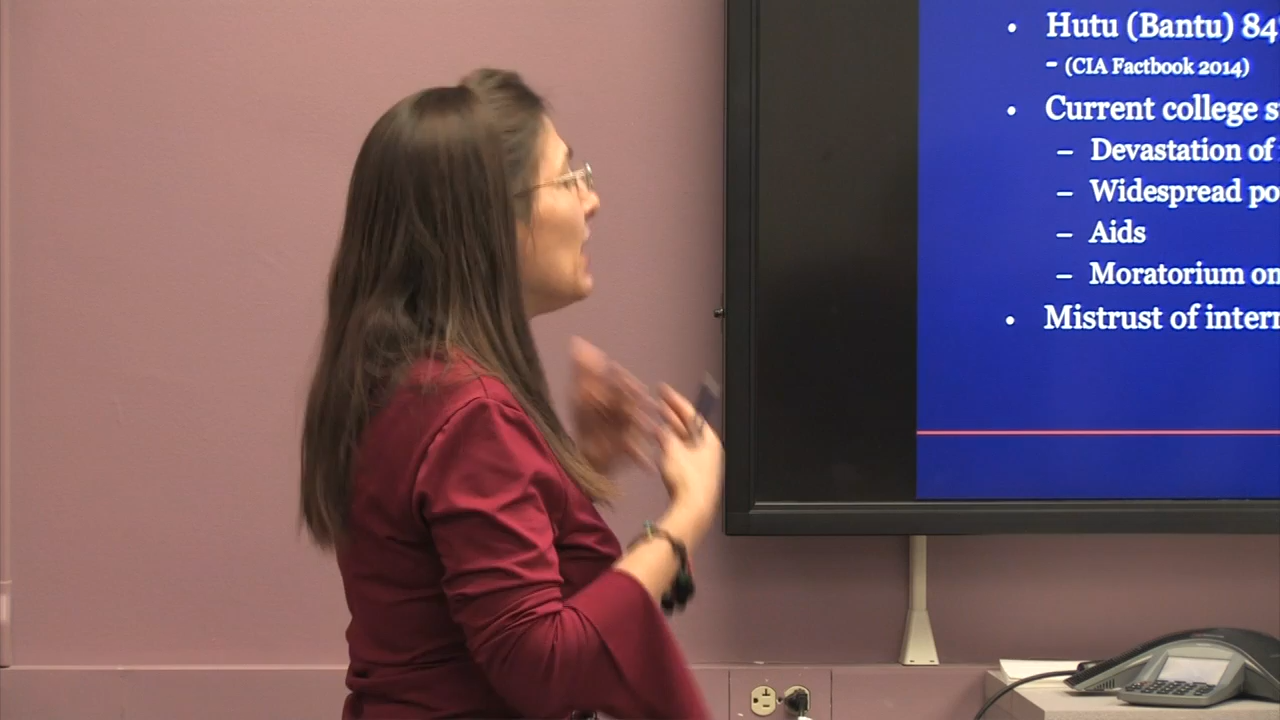 • Hutu (Bantu) 84
- (CIA Factbook 2014)
• Current college s
– Devastation of
– Widespread po
– Aids
– Moratorium on
• Mistrust of inter